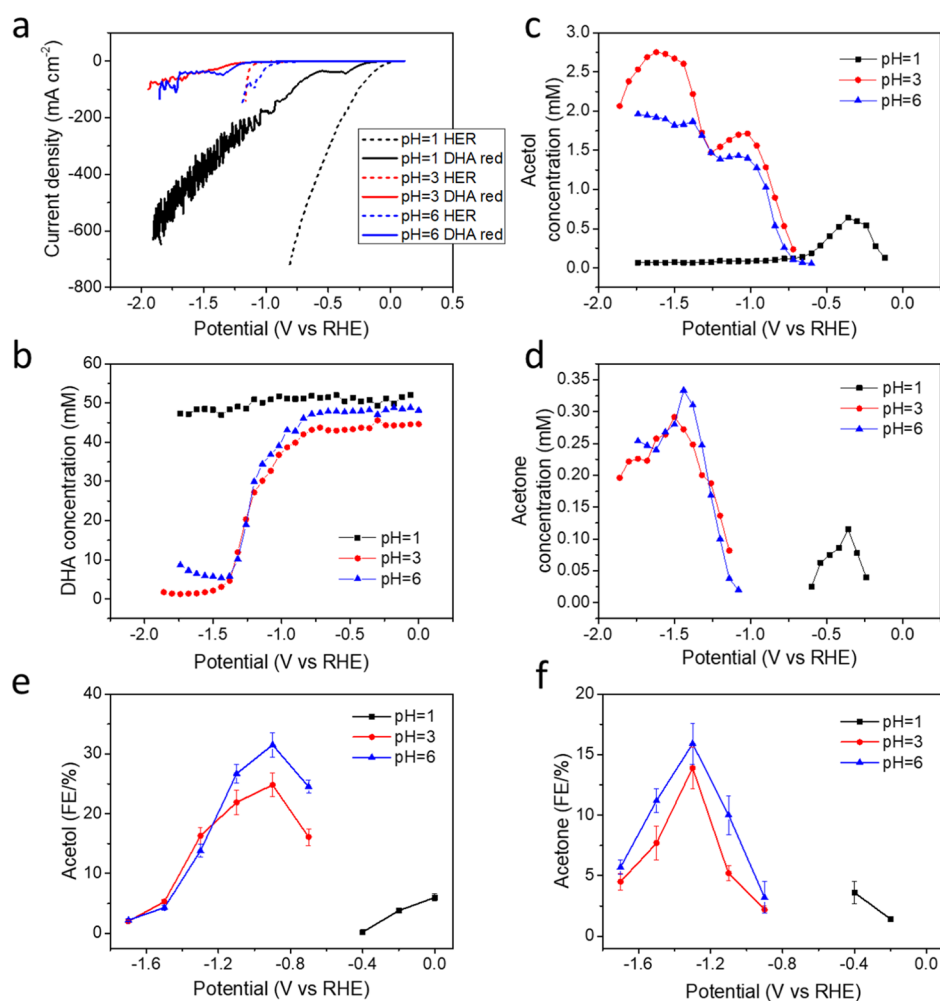 a
Current density (mA cm⁻²)
0
-200
-400
-600
-800
pH=1 HER
pH=1 DHA red
pH=3 HER
pH=3 DHA red
pH=6 HER
pH=6 DHA red
-2.0 -1.5 -1.0 -0.5 0.0 0.5
Potential (V vs RHE)
c
Acetol
concentration (mM)
3.0
2.5
2.0
1.5
1.0
0.5
0.0
pH=1
pH=3
pH=6
-2.0 -1.5 -1.0 -0.5 0.0
Potential (V vs RHE)
b
DHA concentration (mM)
60
50
40
30
20
10
0
pH=1
pH=3
pH=6
-2.0 -1.5 -1.0 -0.5 0.0
Potential (V vs RHE)
d
Acetone
concentration (mM)
0.35
0.30
0.25
0.20
0.15
0.10
0.05
0.00
pH=1
pH=3
pH=6
-2.0 -1.5 -1.0 -0.5 0.0
Potential (V vs RHE)
e
Acetol (FE/%)
40
30
20
10
0
pH=1
pH=3
pH=6
-1.6 -1.2 -0.8 -0.4 0.0
Potential (V vs RHE)
f
Acetone (FE/%)
20
15
10
5
0
pH=1
pH=3
pH=6
-1.6 -1.2 -0.8 -0.4 0.0
Potential (V vs RHE)